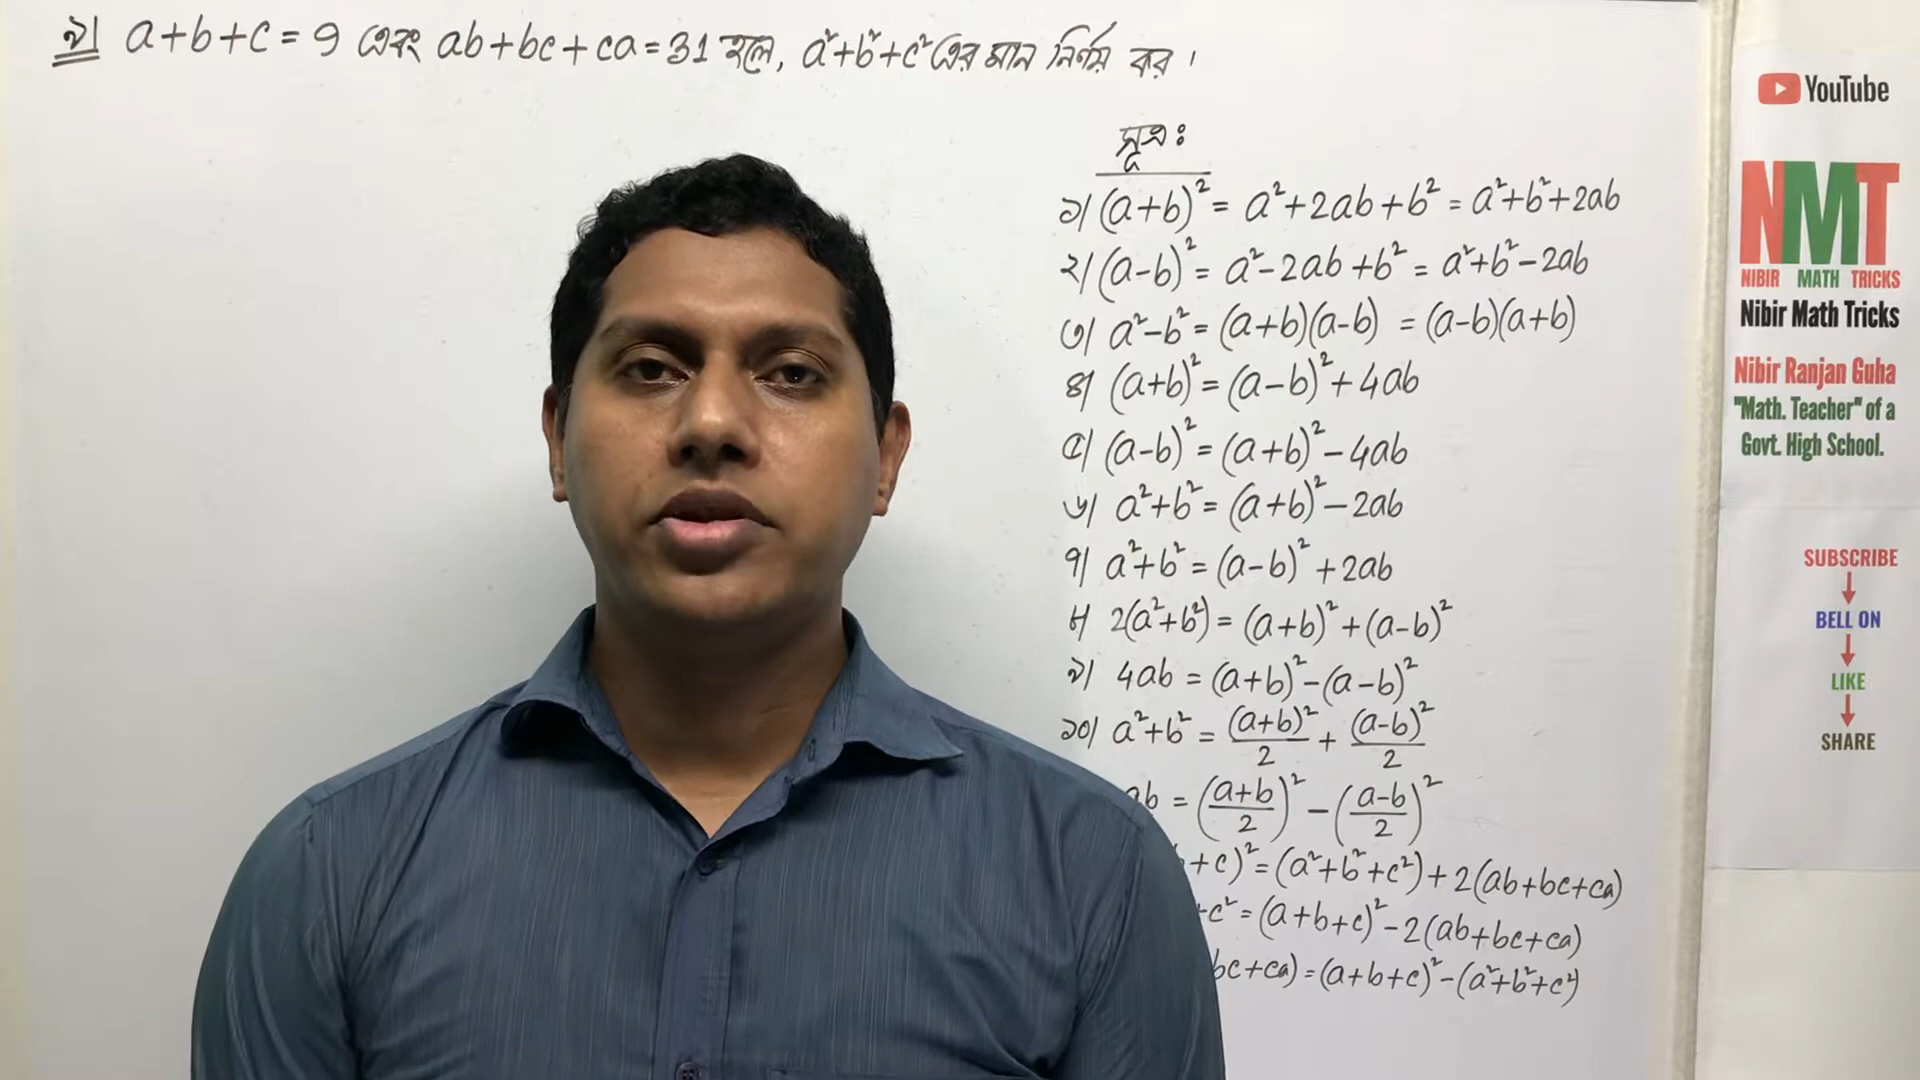 ৯। a+b+c = 9 এবং ab+bc+ca = 31 হলে, a²+b²+c² এর মান নির্ণয় কর।
সূত্রঃ
১। (a+b)² = a²+2ab+b² = a²+b²+2ab
২। (a-b)² = a²-2ab+b² = a²+b²-2ab
৩। a²-b² = (a+b)(a-b) = (a-b)(a+b)
৪। (a+b)² = (a-b)²+4ab
৫। (a-b)² = (a+b)²-4ab
৬। a²+b² = (a+b)²-2ab
৭। a²+b² = (a-b)²+2ab
৮। 2(a²+b²) = (a+b)²+(a-b)²
৯। 4ab = (a+b)²-(a-b)²
১০। a²+b² = (a+b)²/2 + (a-b)²/2
ab = ((a+b)/2)² - ((a-b)/2)²
+c)² = (a²+b²+c²)+2(ab+bc+ca)
+c² = (a+b+c)²-2(ab+bc+ca)
bc+ca) = (a+b+c)²-(a²+b²+c²)
YouTube
NMT
NIBIR MATH TRICKS
Nibir Math Tricks
Nibir Ranjan Guha
"Math. Teacher" of a
Govt. High School.
SUBSCRIBE
BELL ON
LIKE
SHARE